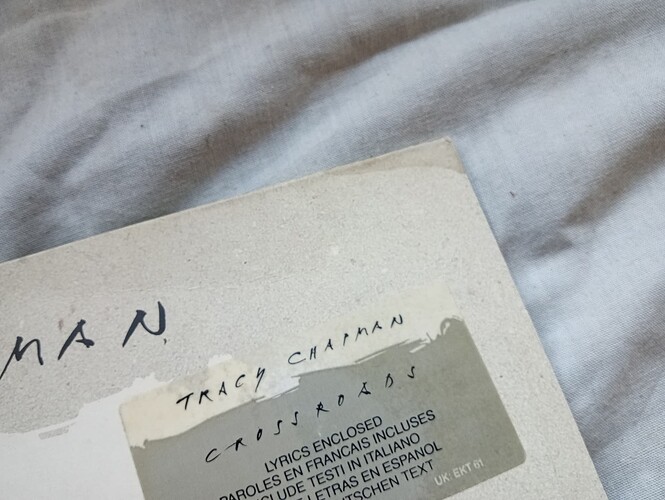 MAN
TRACY CHAPMAN
CROSSROADS
LYRICS ENCLOSED
PAROLES EN FRANCAIS INCLUSES
TESTI IN ITALIANO
LETRAS EN ESPANOL
TEXT
UK: EKT 61